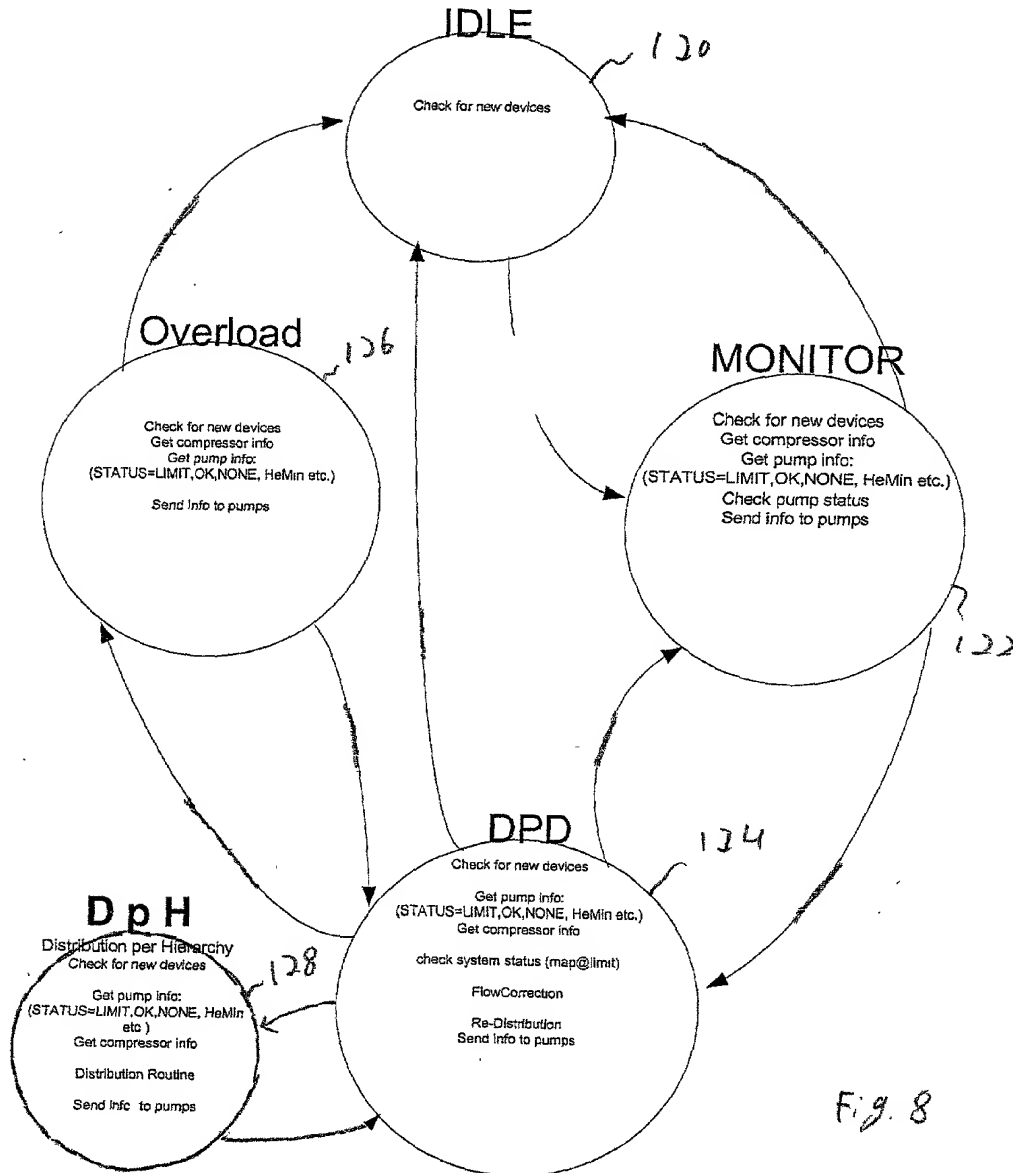 IDLE
120
Check for new devices
Overload
126
Check for new devices
Get compressor info
Get pump info:
(STATUS=LIMIT,OK,NONE, HeMin etc.)
Send info to pumps
MONITOR
Check for new devices
Get compressor info
Get pump info:
(STATUS=LIMIT,OK,NONE, HeMin etc.)
Check pump status
Send info to pumps
122
DPD
124
Check for new devices
Get pump info:
(STATUS=LIMIT,OK,NONE, HeMin etc.)
Get compressor info
check system status (map@limit)
FlowCorrection
Re-Distribution
Send info to pumps
D p H
Distribution per Hierarchy
128
Check for new devices
Get pump info:
(STATUS=LIMIT,OK,NONE, HeMin
etc )
Get compressor info
Distribution Routine
Send info to pumps
Fig. 8